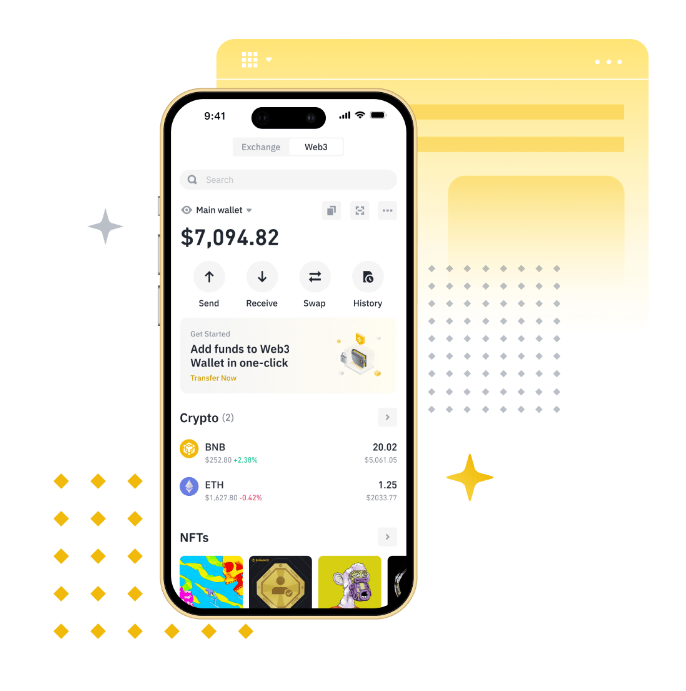 9:41
Exchange Web3
Search
Main wallet
$7,094.82
Send Receive Swap History
Get Started
Add funds to Web3
Wallet in one-click
Transfer Now
Crypto (2)
BNB 20.02
$252.80 +2.38% $5,061.05
ETH 1.25
$1,627.80 -0.42% $2033.77
NFTs